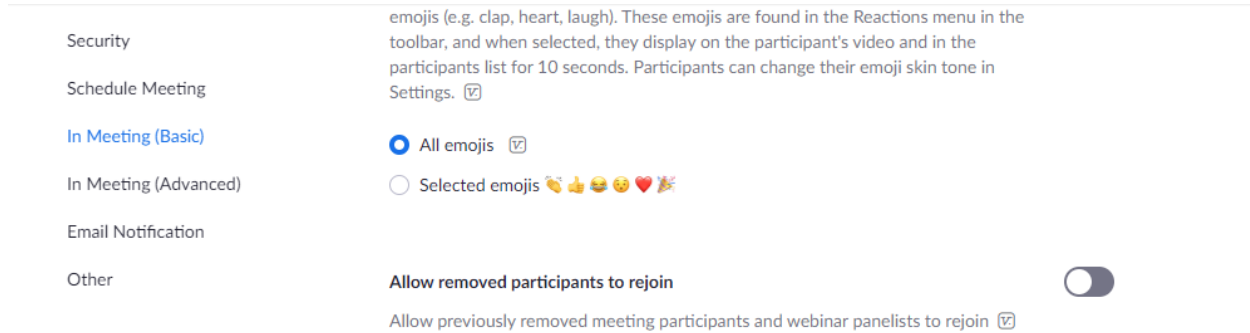 Security
Schedule Meeting
In Meeting (Basic)
In Meeting (Advanced)
Email Notification
Other
emojis (e.g. clap, heart, laugh). These emojis are found in the Reactions menu in the
toolbar, and when selected, they display on the participant's video and in the
participants list for 10 seconds. Participants can change their emoji skin tone in
Settings.
All emojis
Selected emojis 👏👍😂😯❤️🎉
Allow removed participants to rejoin
Allow previously removed meeting participants and webinar panelists to rejoin